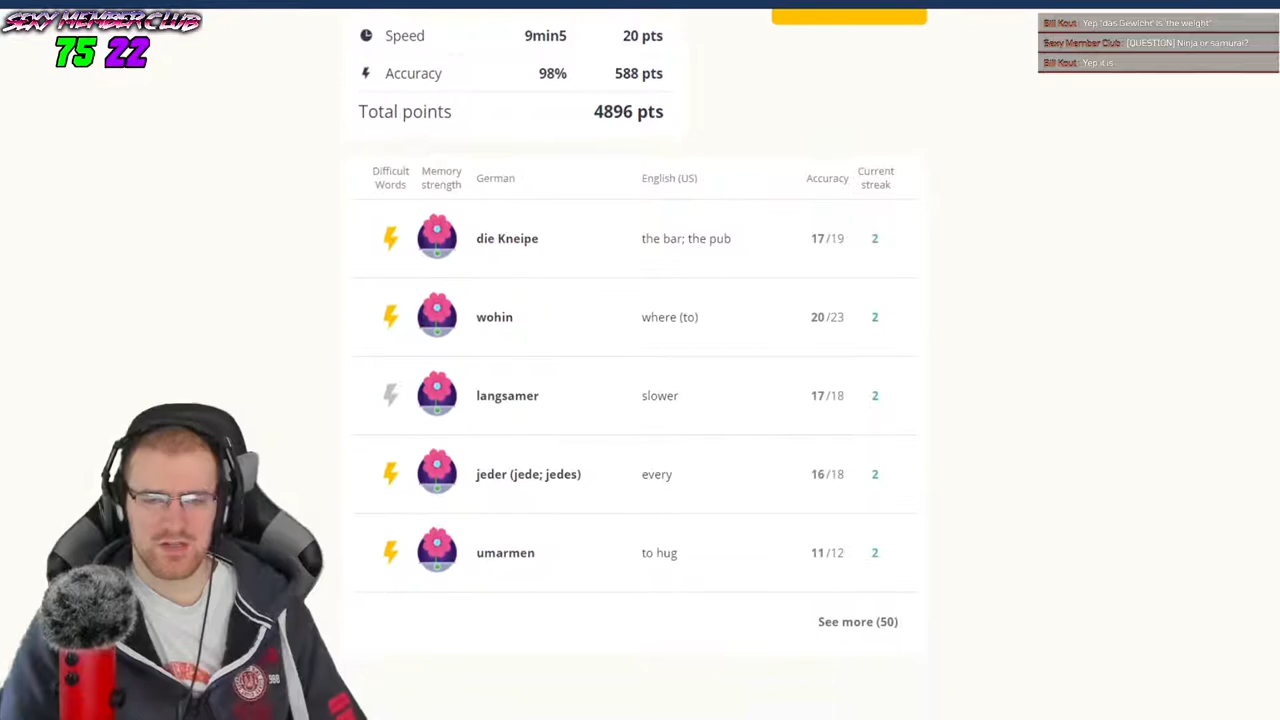 SEXY MEMBER CLUB
75 22
Bill Kout Yep "das Gewicht" is "the weight"
Sexy Member Club [QUESTION] Ninja or samurai?
Bill Kout Yep it is
Speed 9min5 20 pts
Accuracy 98% 588 pts
Total points 4896 pts
Difficult Words Memory strength German English (US) Accuracy Current streak
die Kneipe the bar; the pub 17/19 2
wohin where (to) 20/23 2
langsamer slower 17/18 2
jeder (jede; jedes) every 16/18 2
umarmen to hug 11/12 2
See more (50)